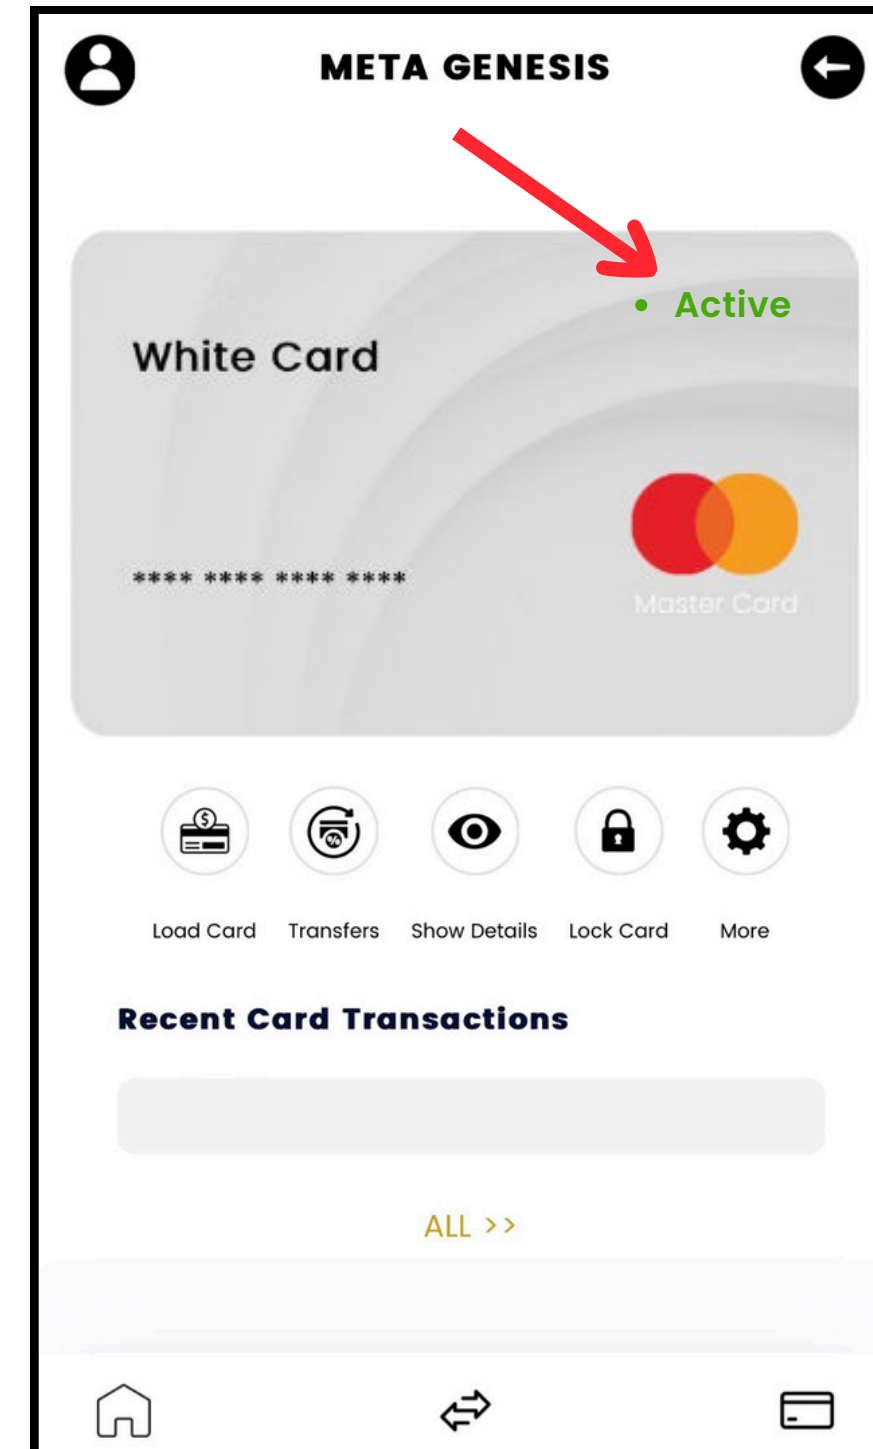 META GENESIS
• Active
White Card
**** **** **** ****
Master Card
Load Card Transfers Show Details Lock Card More
Recent Card Transactions
ALL >>